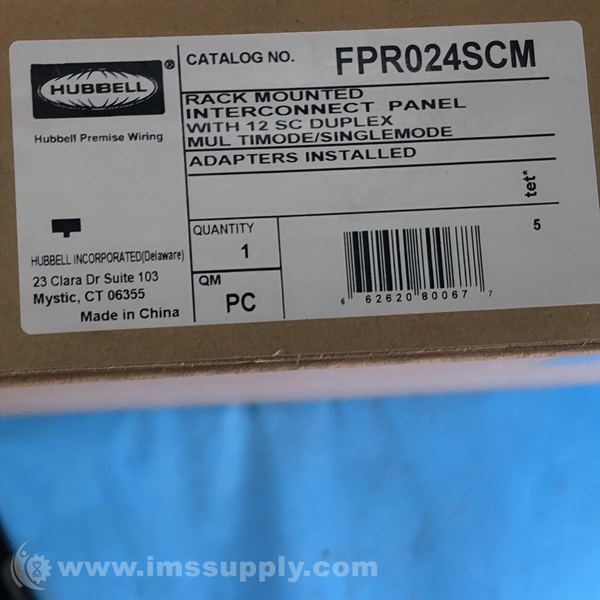 HUBBELL®
Hubbell Premise Wiring
CATALOG NO. FPR024SCM
RACK MOUNTED
INTERCONNECT PANEL
WITH 12 SC DUPLEX
MULTIMODE/SINGLEMODE
ADAPTERS INSTALLED
tet*
5
QUANTITY
1
QM
PC
6 62620 80067 7
HUBBELL INCORPORATED(Delaware)
23 Clara Dr Suite 103
Mystic, CT 06355
Made in China
www.imssupply.com